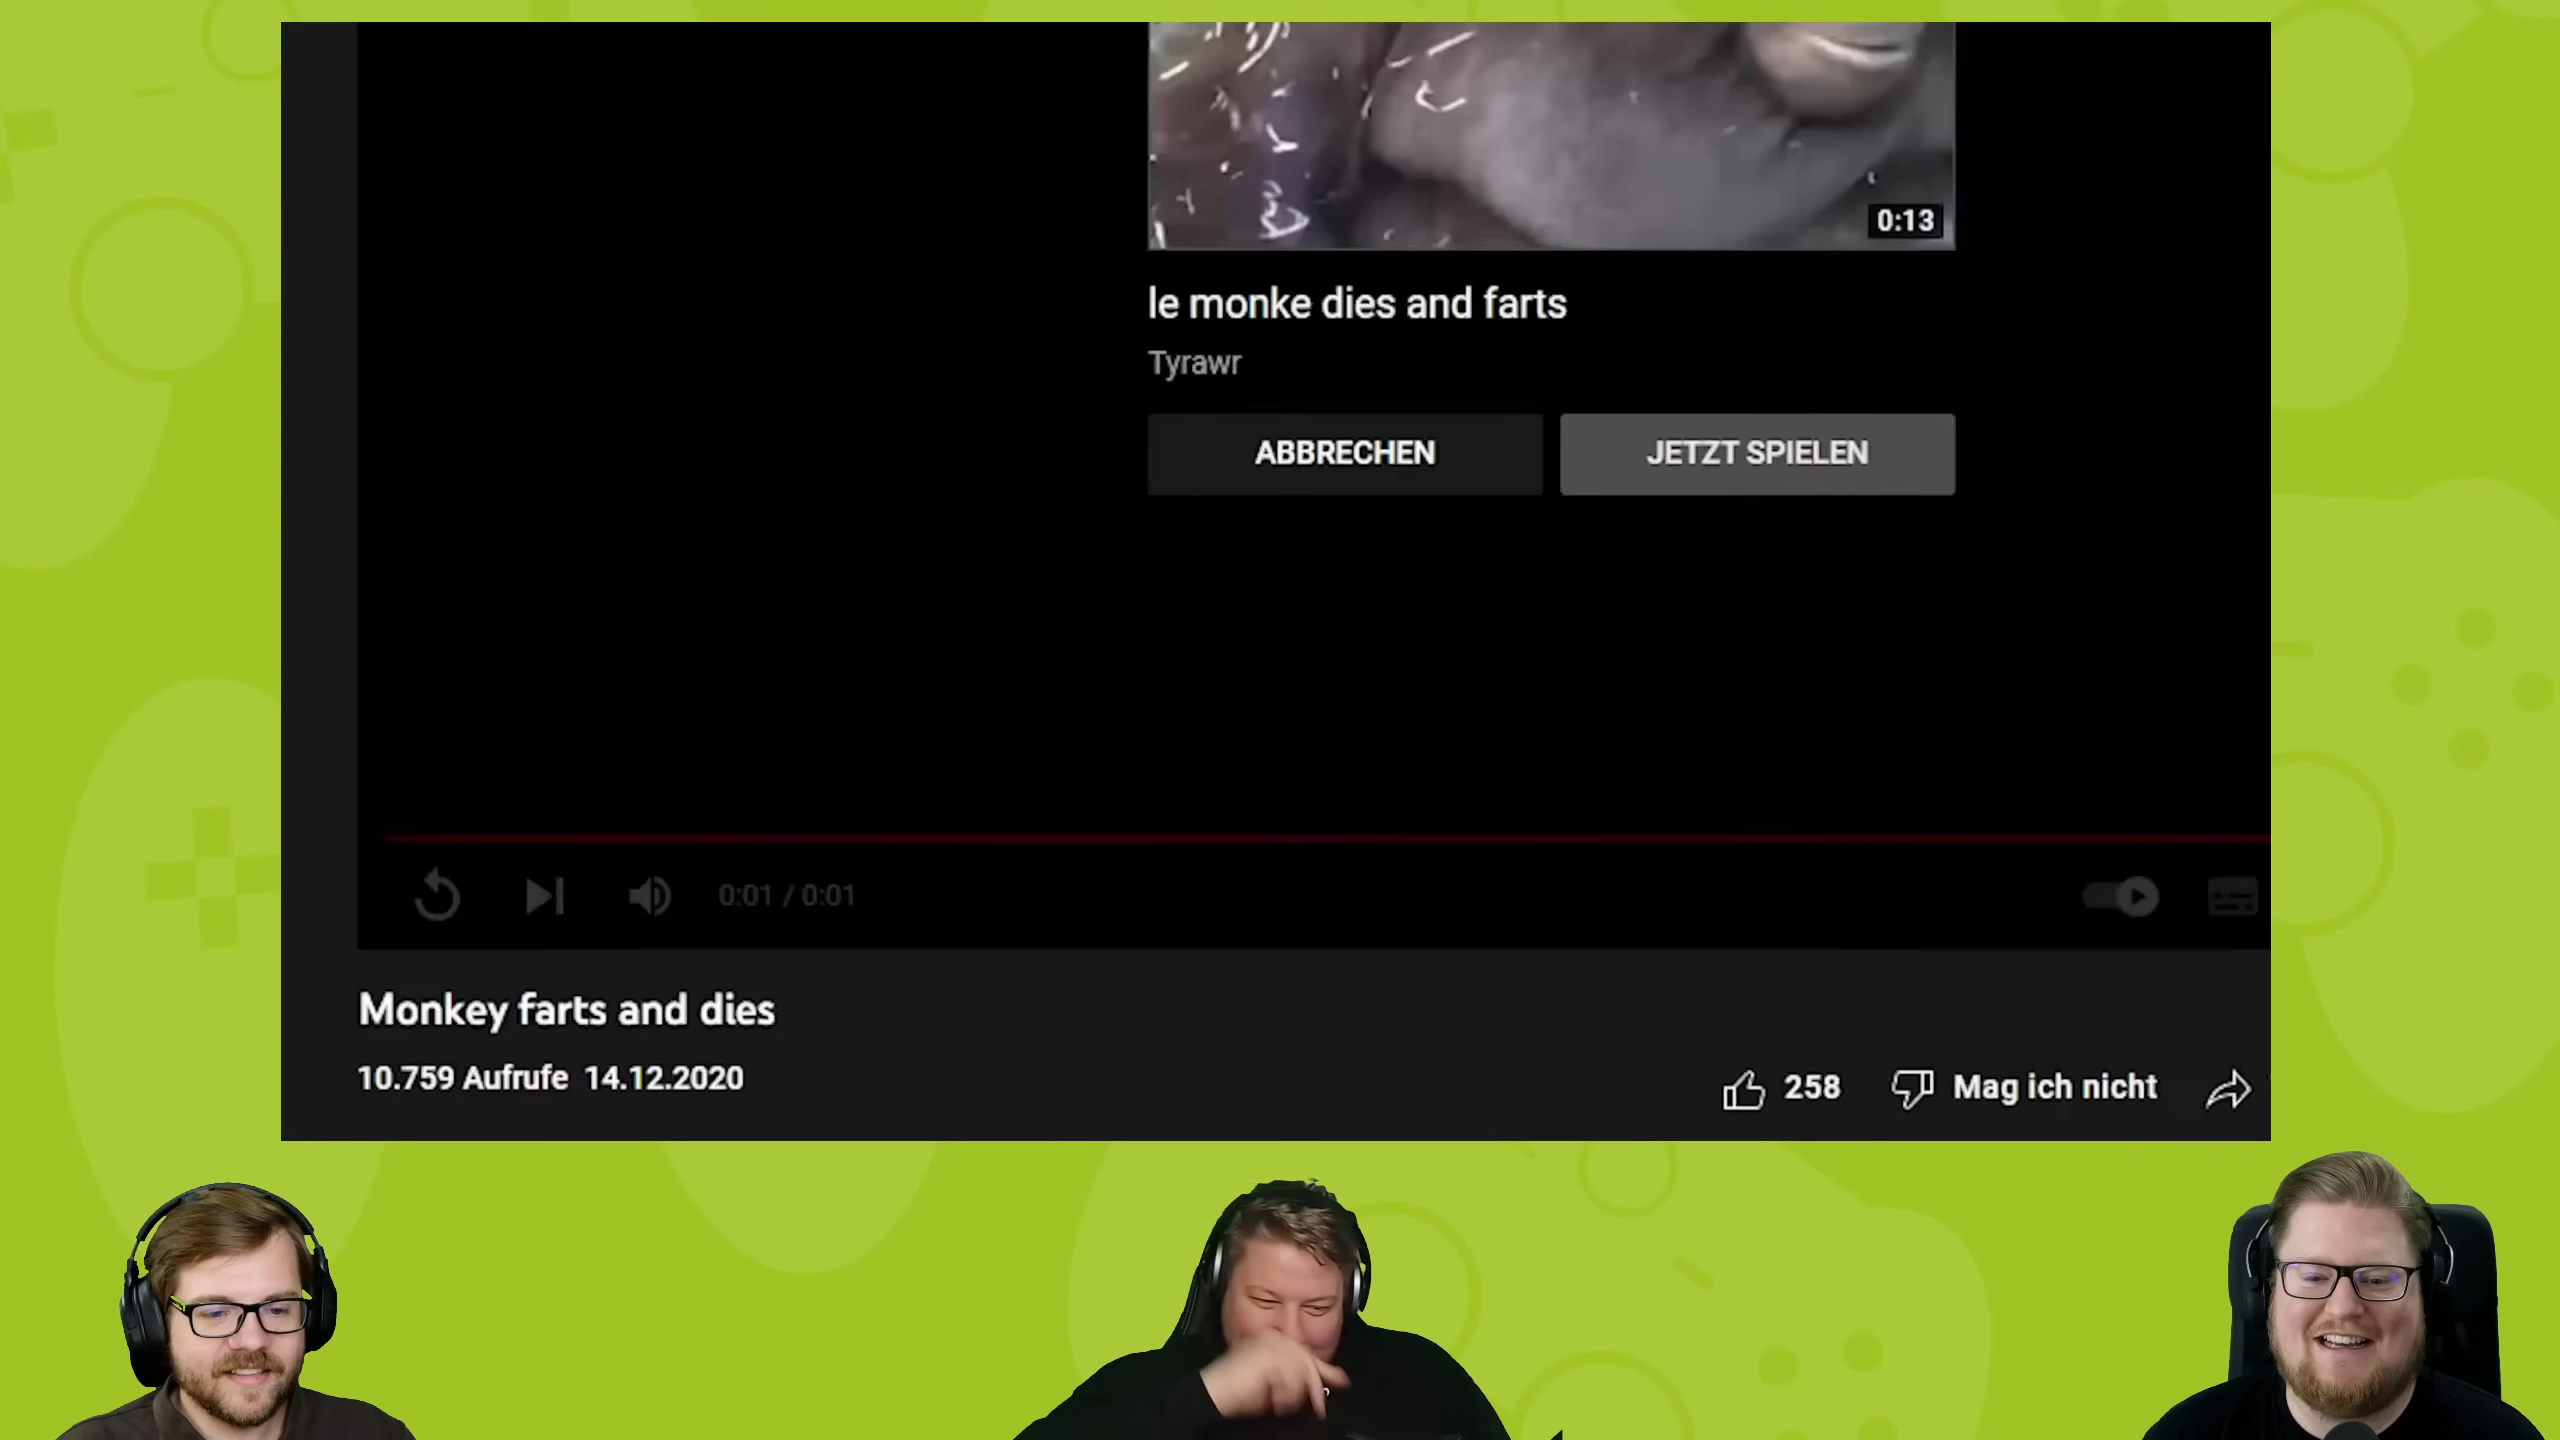 0:13
le monke dies and farts
Tyrawr
ABBRECHEN
JETZT SPIELEN
0:01 / 0:01
Monkey farts and dies
10.759 Aufrufe 14.12.2020
258
Mag ich nicht